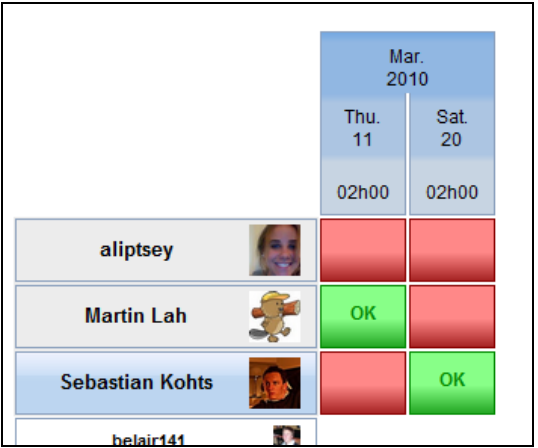 Mar.
2010
Thu. Sat.
11 20
02h00 02h00
aliptsey
Martin Lah OK
Sebastian Kohts OK
belair141